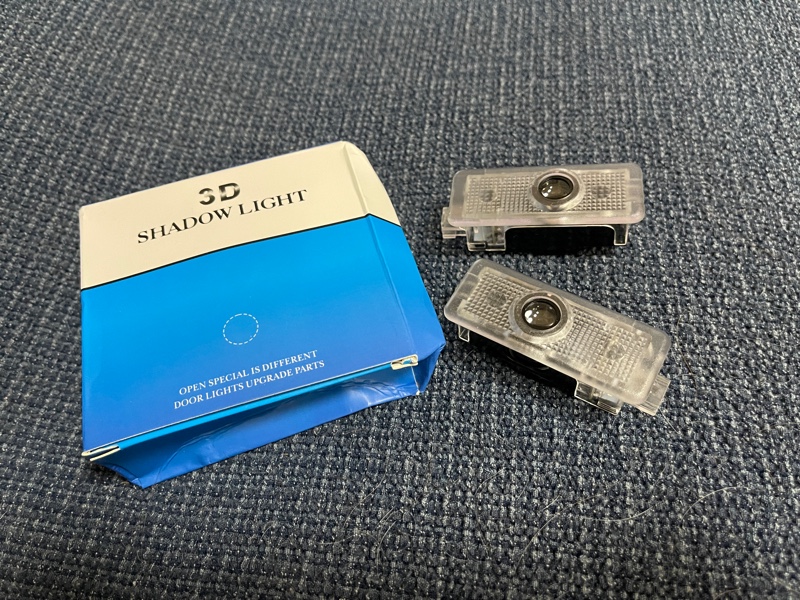 3D
SHADOW LIGHT
OPEN SPECIAL IS DIFFERENT
DOOR LIGHTS UPGRADE PARTS